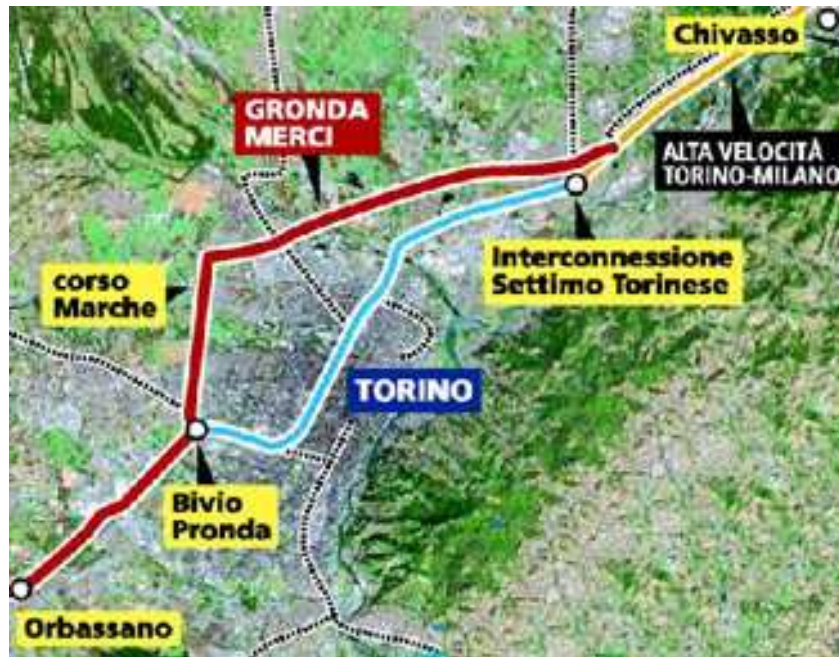 Chivasso
GRONDA
MERCI
ALTA VELOCITÀ
TORINO-MILANO
corso
Marche
Interconnessione
Settimo Torinese
TORINO
Bivio
Pronda
Orbassano